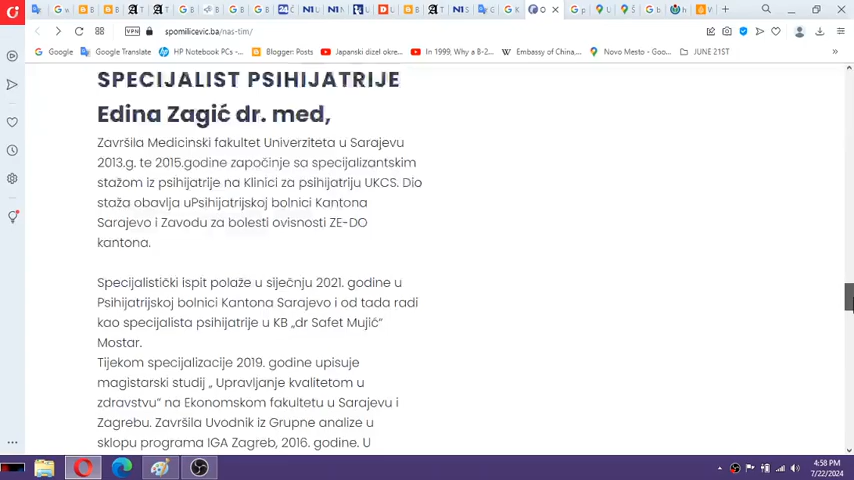 spomilicevic.ba/nas-tim/
VPN
Google
Google Translate
HP Notebook PCs -...
Blogger: Posts
Japanski dizel okre...
In 1999, Why a B-2...
Embassy of China,...
Novo Mesto - Goo...
JUNE 21ST
SPECIJALIST PSIHIJATRIJE
Edina Zagić dr. med,
Završila Medicinski fakultet Univerziteta u Sarajevu
2013.g. te 2015.godine započinje sa specijalizantskim
stažom iz psihijatrije na Klinici za psihijatriju UKCS. Dio
staža obavlja uPsihijatrijskoj bolnici Kantona
Sarajevo i Zavodu za bolesti ovisnosti ZE-DO
kantona.
Specijalistički ispit polaže u siječnju 2021. godine u
Psihijatrijskoj bolnici Kantona Sarajevo i od tada radi
kao specijalista psihijatrije u KB „dr Safet Mujić“
Mostar.
Tijekom specijalizacije 2019. godine upisuje
magistarski studij „ Upravljanje kvalitetom u
zdravstvu“ na Ekonomskom fakultetu u Sarajevu i
Zagrebu. Završila Uvodnik iz Grupne analize u
sklopu programa IGA Zagreb, 2016. godine. U
4:58 PM
7/22/2024